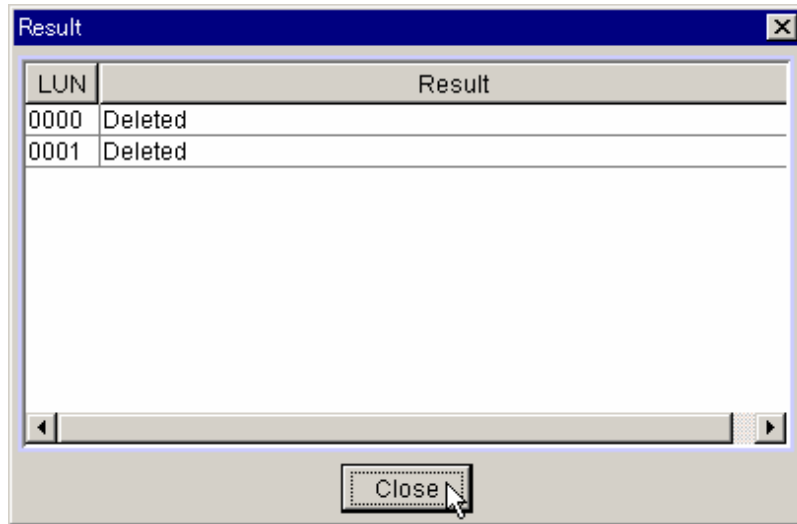 Result
LUN Result
0000 Deleted
0001 Deleted
Close